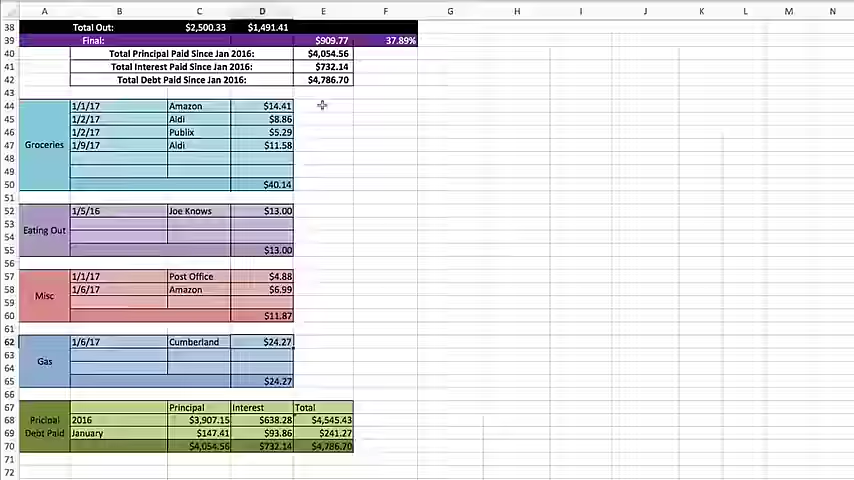 A B C D E F G H I J K L M N
38 Total Out: $2,500.33 $1,491.41
39 Final: $909.77 37.89%
40 Total Principal Paid Since Jan 2016: $4,054.56
41 Total Interest Paid Since Jan 2016: $732.14
42 Total Debt Paid Since Jan 2016: $4,786.70
43
44 1/1/17 Amazon $14.41
45 1/2/17 Aldi $8.86
46 1/2/17 Publix $5.29
47 Groceries 1/9/17 Aldi $11.58
48
49
50 $40.14
51
52 1/5/16 Joe Knows $13.00
53
54 Eating Out
55 $13.00
56
57 1/1/17 Post Office $4.88
58 1/6/17 Amazon $6.99
59 Misc
60 $11.87
61
62 1/6/17 Cumberland $24.27
63
64 Gas
65 $24.27
66
67 Principal Interest Total
68 Pricipal 2016 $3,907.15 $638.28 $4,545.43
69 Debt Paid January $147.41 $93.86 $241.27
70 $4,054.56 $732.14 $4,786.70
71
72